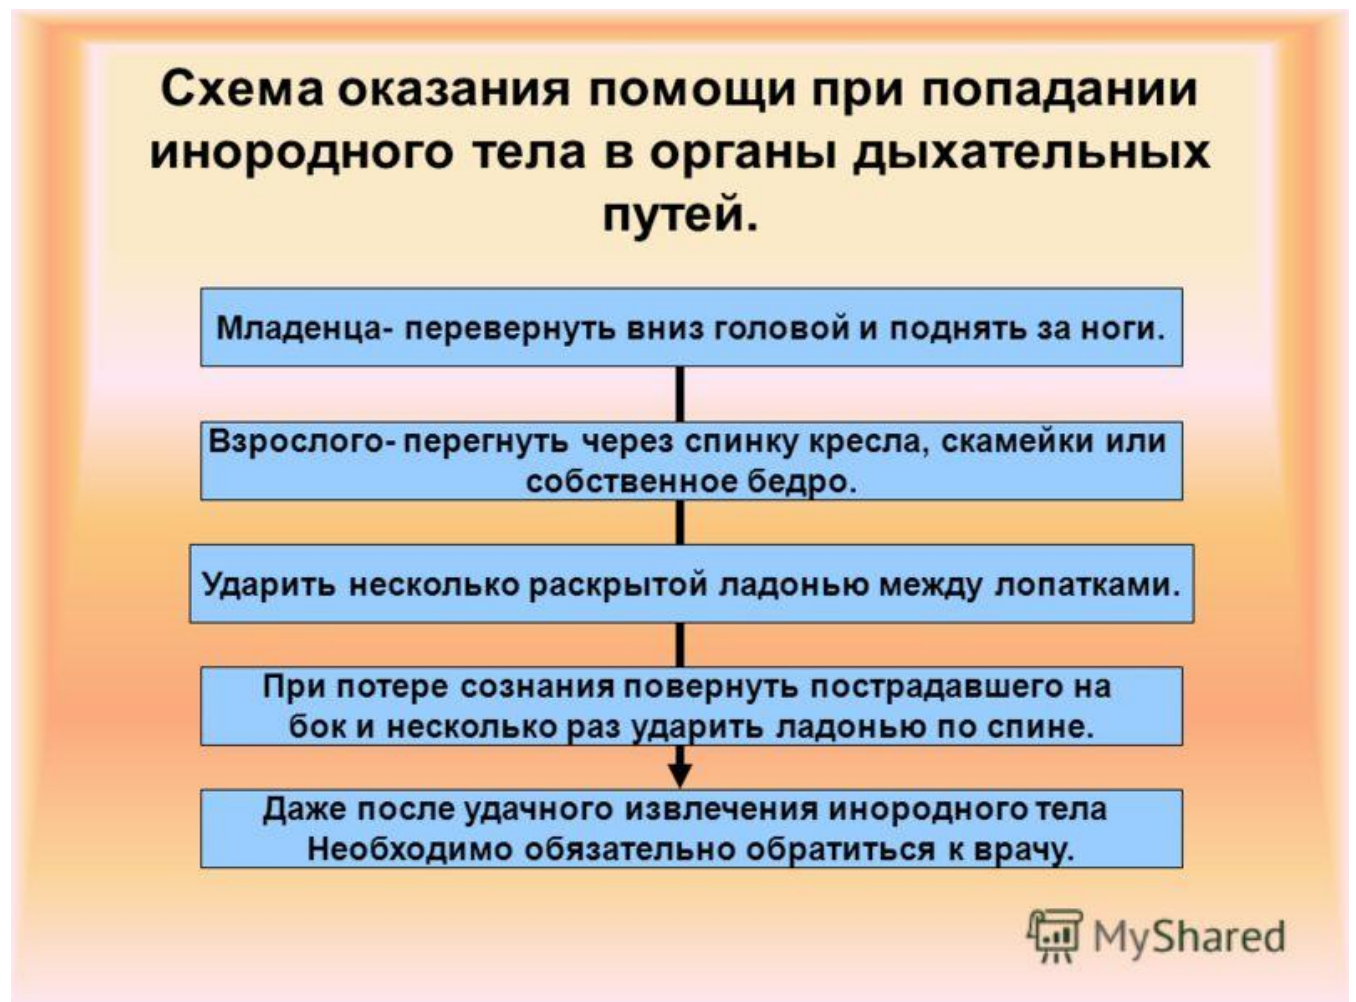 Схема оказания помощи при попадании
инородного тела в органы дыхательных
путей.
Младенца- перевернуть вниз головой и поднять за ноги.
Взрослого- перегнуть через спинку кресла, скамейки или
собственное бедро.
Ударить несколько раскрытой ладонью между лопатками.
При потере сознания повернуть пострадавшего на
бок и несколько раз ударить ладонью по спине.
Даже после удачного извлечения инородного тела
Необходимо обязательно обратиться к врачу.
MyShared